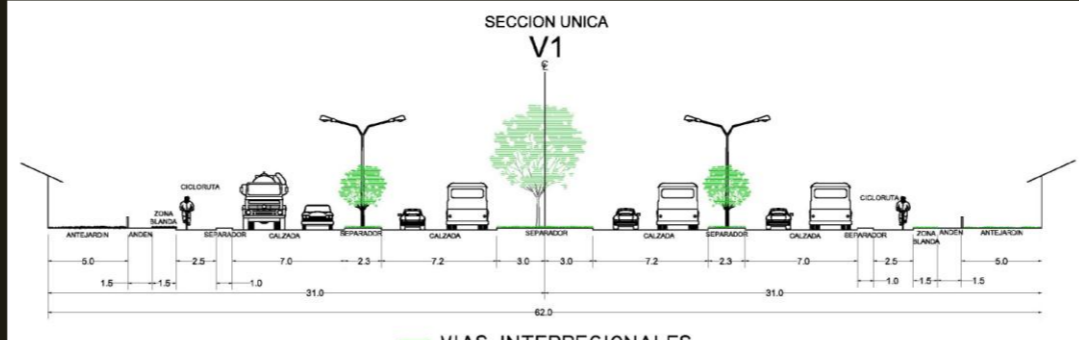 SECCION UNICA
V1
CICLORUTA
CICLORUTA
ZONA
BLANDA
ANTEJARDIN ANDEN SEPARADOR CALZADA SEPARADOR CALZADA SEPARADOR CALZADA SEPARADOR CALZADA SEPARADOR ZONA
BLANDA ANDEN ANTEJARDIN
5.0 2.5 7.0 2.3 7.2 3.0 3.0 7.2 2.3 7.0 2.5 5.0
1.5 1.5 1.0 1.0 1.5 1.5
31.0 31.0
62.0
VIAS INTERREGIONALES